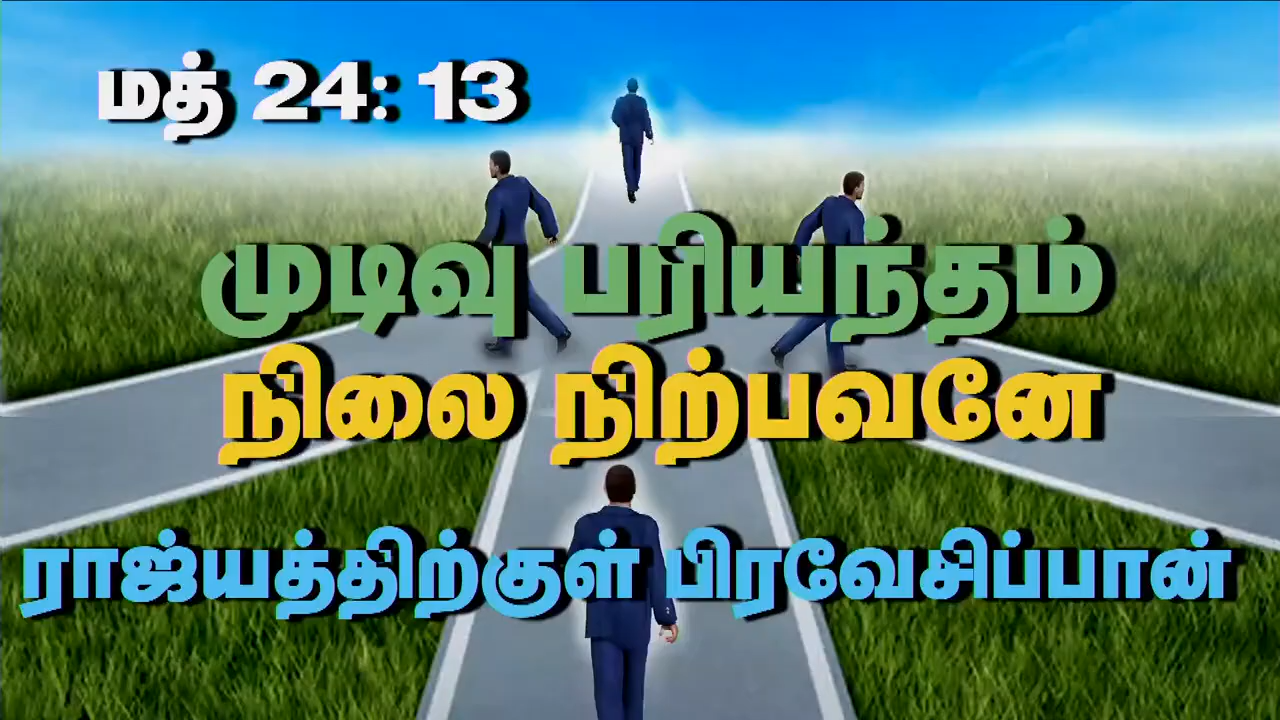 மத் 24: 13
முடிவு பரியந்தம்
நிலை நிற்பவனே
ராஜ்யத்திற்குள் பிரவேசிப்பான்